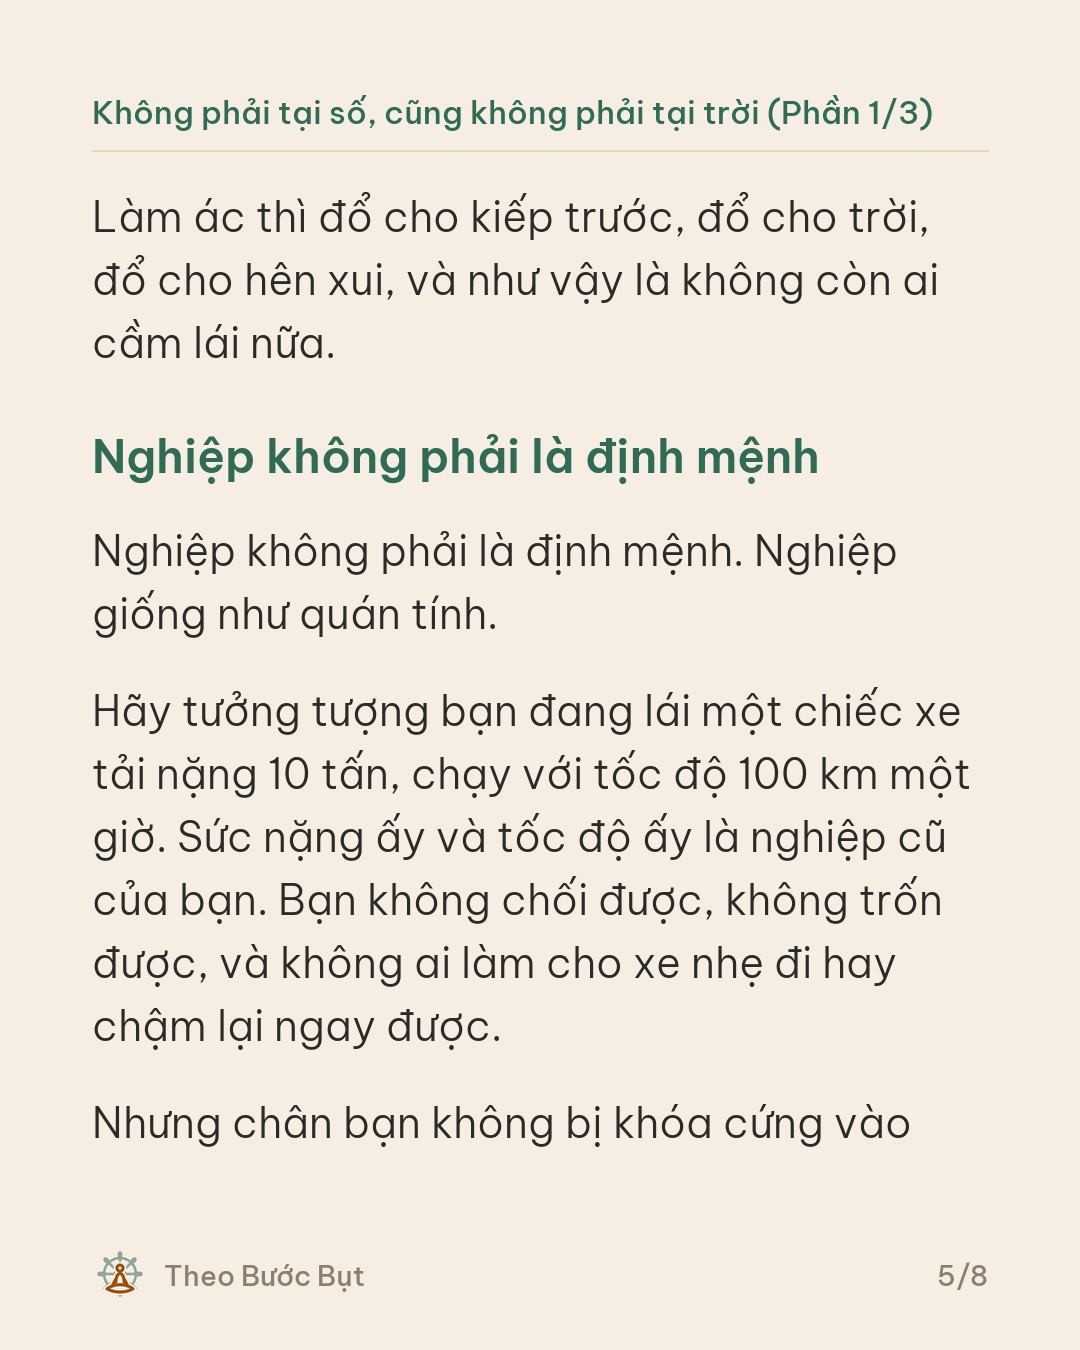 Không phải tại số, cũng không phải tại trời (Phần 1/3)
Làm ác thì đổ cho kiếp trước, đổ cho trời,
đổ cho hên xui, và như vậy là không còn ai
cầm lái nữa.
Nghiệp không phải là định mệnh
Nghiệp không phải là định mệnh. Nghiệp
giống như quán tính.
Hãy tưởng tượng bạn đang lái một chiếc xe
tải nặng 10 tấn, chạy với tốc độ 100 km một
giờ. Sức nặng ấy và tốc độ ấy là nghiệp cũ
của bạn. Bạn không chối được, không trốn
được, và không ai làm cho xe nhẹ đi hay
chậm lại ngay được.
Nhưng chân bạn không bị khóa cứng vào
Theo Bước Bụt
5/8